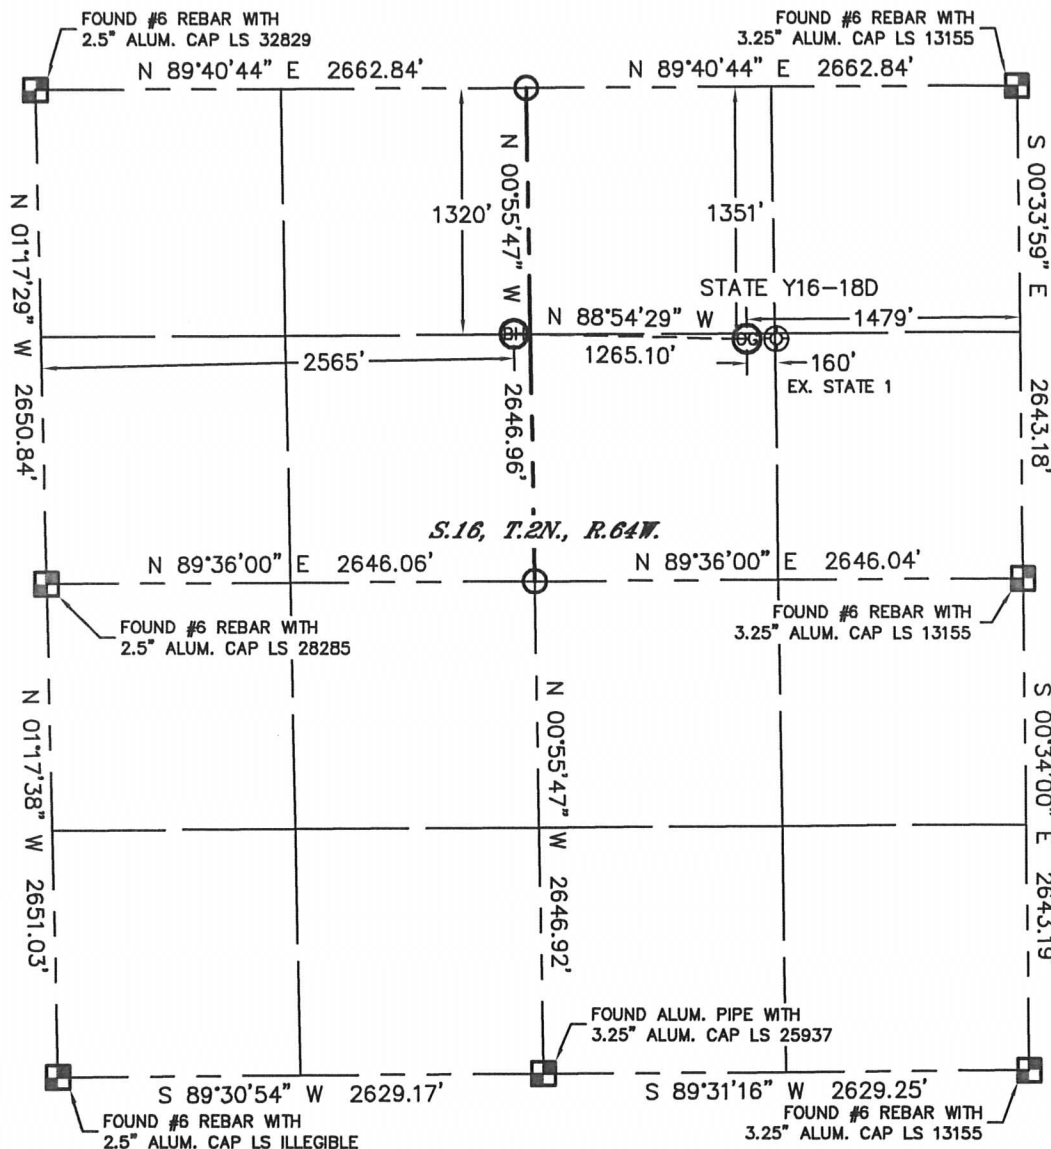 FOUND #6 REBAR WITH
2.5" ALUM. CAP LS 32829
FOUND #6 REBAR WITH
3.25" ALUM. CAP LS 13155
N 89°40'44" E 2662.84'
N 89°40'44" E 2662.84'
N 01°17'29" W 2650.84'
1320'
N 00°55'47" W 2646.96'
1351'
S 00°33'59" E 2643.18'
STATE Y16-18D
N 88°54'29" W
1479'
BH
2565'
1265.10'
160'
EX. STATE 1
S.16, T.2N., R.64W.
N 89°36'00" E 2646.06'
N 89°36'00" E 2646.04'
FOUND #6 REBAR WITH
2.5" ALUM. CAP LS 28285
FOUND #6 REBAR WITH
3.25" ALUM. CAP LS 13155
N 01°17'38" W 2651.03'
N 00°55'47" W 2646.92'
S 00°34'00" E 2643.19
FOUND ALUM. PIPE WITH
3.25" ALUM. CAP LS 25937
S 89°30'54" W 2629.17'
S 89°31'16" W 2629.25'
FOUND #6 REBAR WITH
2.5" ALUM. CAP LS ILLEGIBLE
FOUND #6 REBAR WITH
3.25" ALUM. CAP LS 13155